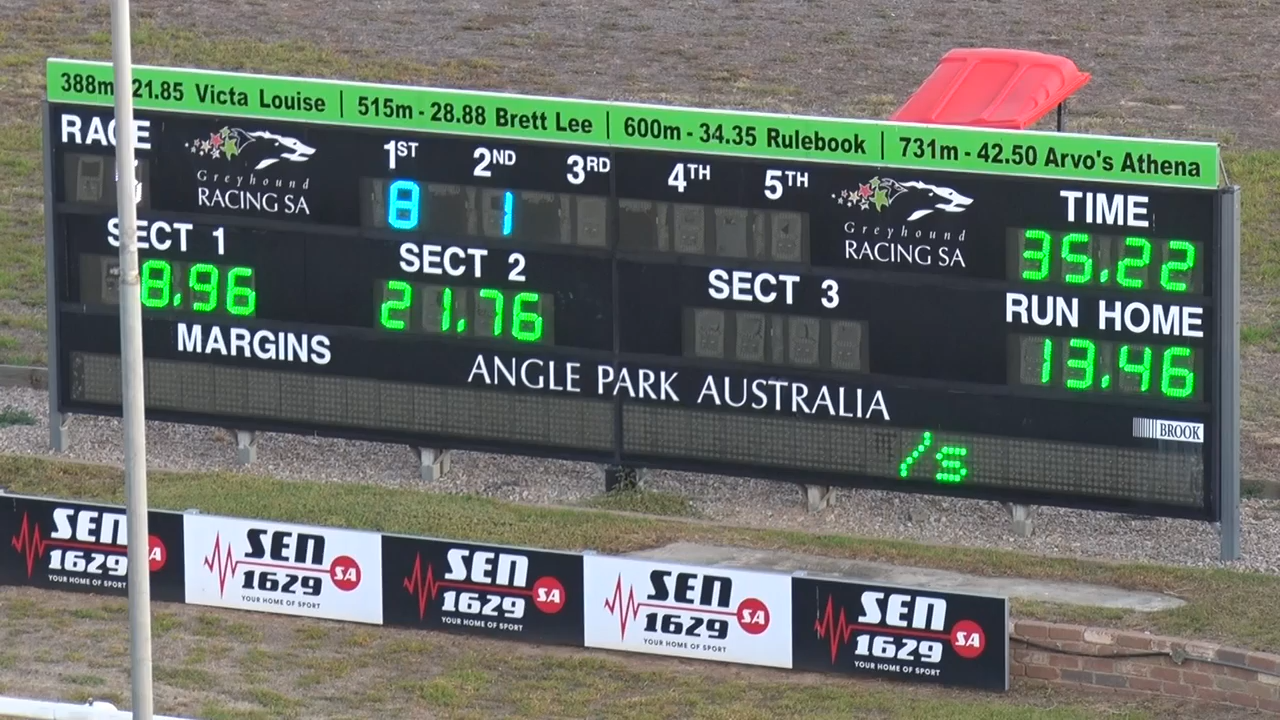 388m 21.85 Victa Louise | 515m - 28.88 Brett Lee | 600m - 34.35 Rulebook | 731m - 42.50 Arvo's Athena
RACE
Greyhound
RACING SA
1ST 2ND 3RD 4TH 5TH
8 1
Greyhound
RACING SA
TIME
35.22
SECT 1
8.96
SECT 2
21.76
SECT 3
RUN HOME
13.46
MARGINS
ANGLE PARK AUSTRALIA
BROOK
SEN
1629
SA
YOUR HOME OF SPORT
SEN
1629
SA
YOUR HOME OF SPORT
SEN
1629
SA
YOUR HOME OF SPORT
SEN
1629
SA
YOUR HOME OF SPORT
SEN
1629
SA
YOUR HOME OF SPORT